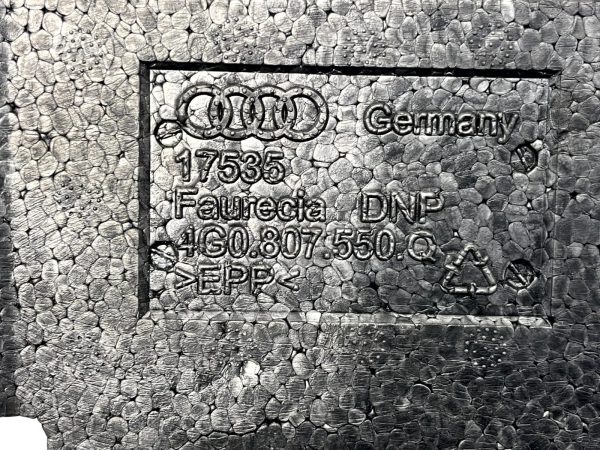 Germany
17535
Faurecia DNP
4G0.807.550.Q
>EPP<